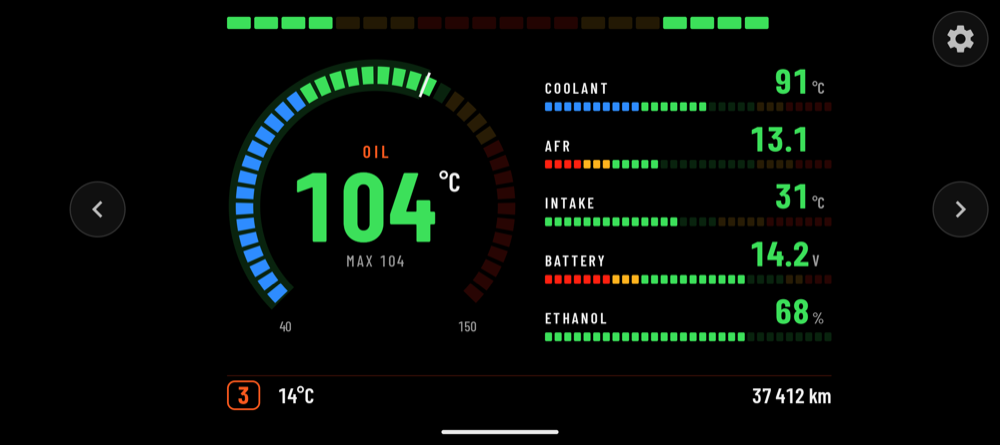 OIL
104 °C
MAX 104
40
150
COOLANT 91 °C
AFR 13.1
INTAKE 31 °C
BATTERY 14.2 V
ETHANOL 68 %
3 14°C 37 412 km